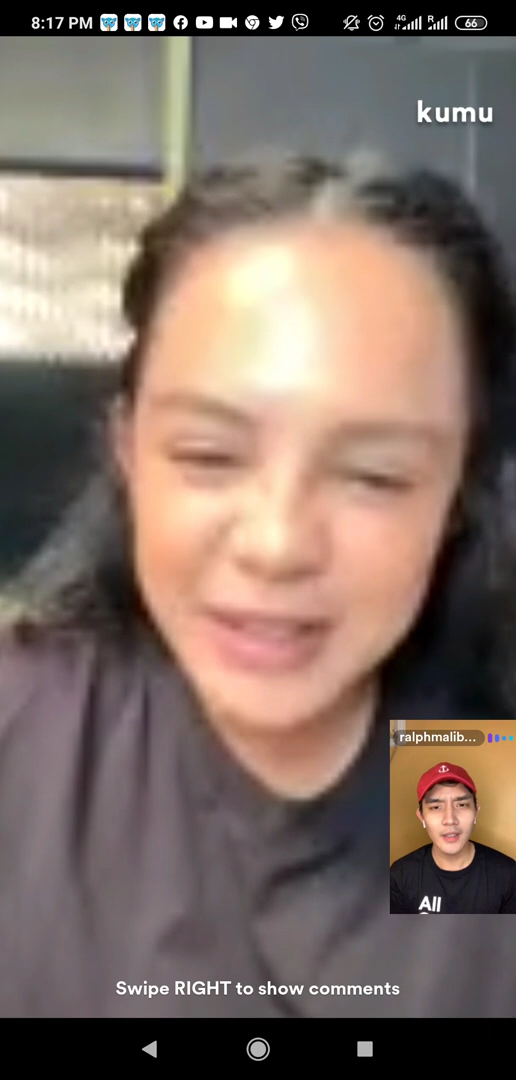 8:17 PM
4G
R
66
kumu
ralphmalib...
All
Swipe RIGHT to show comments